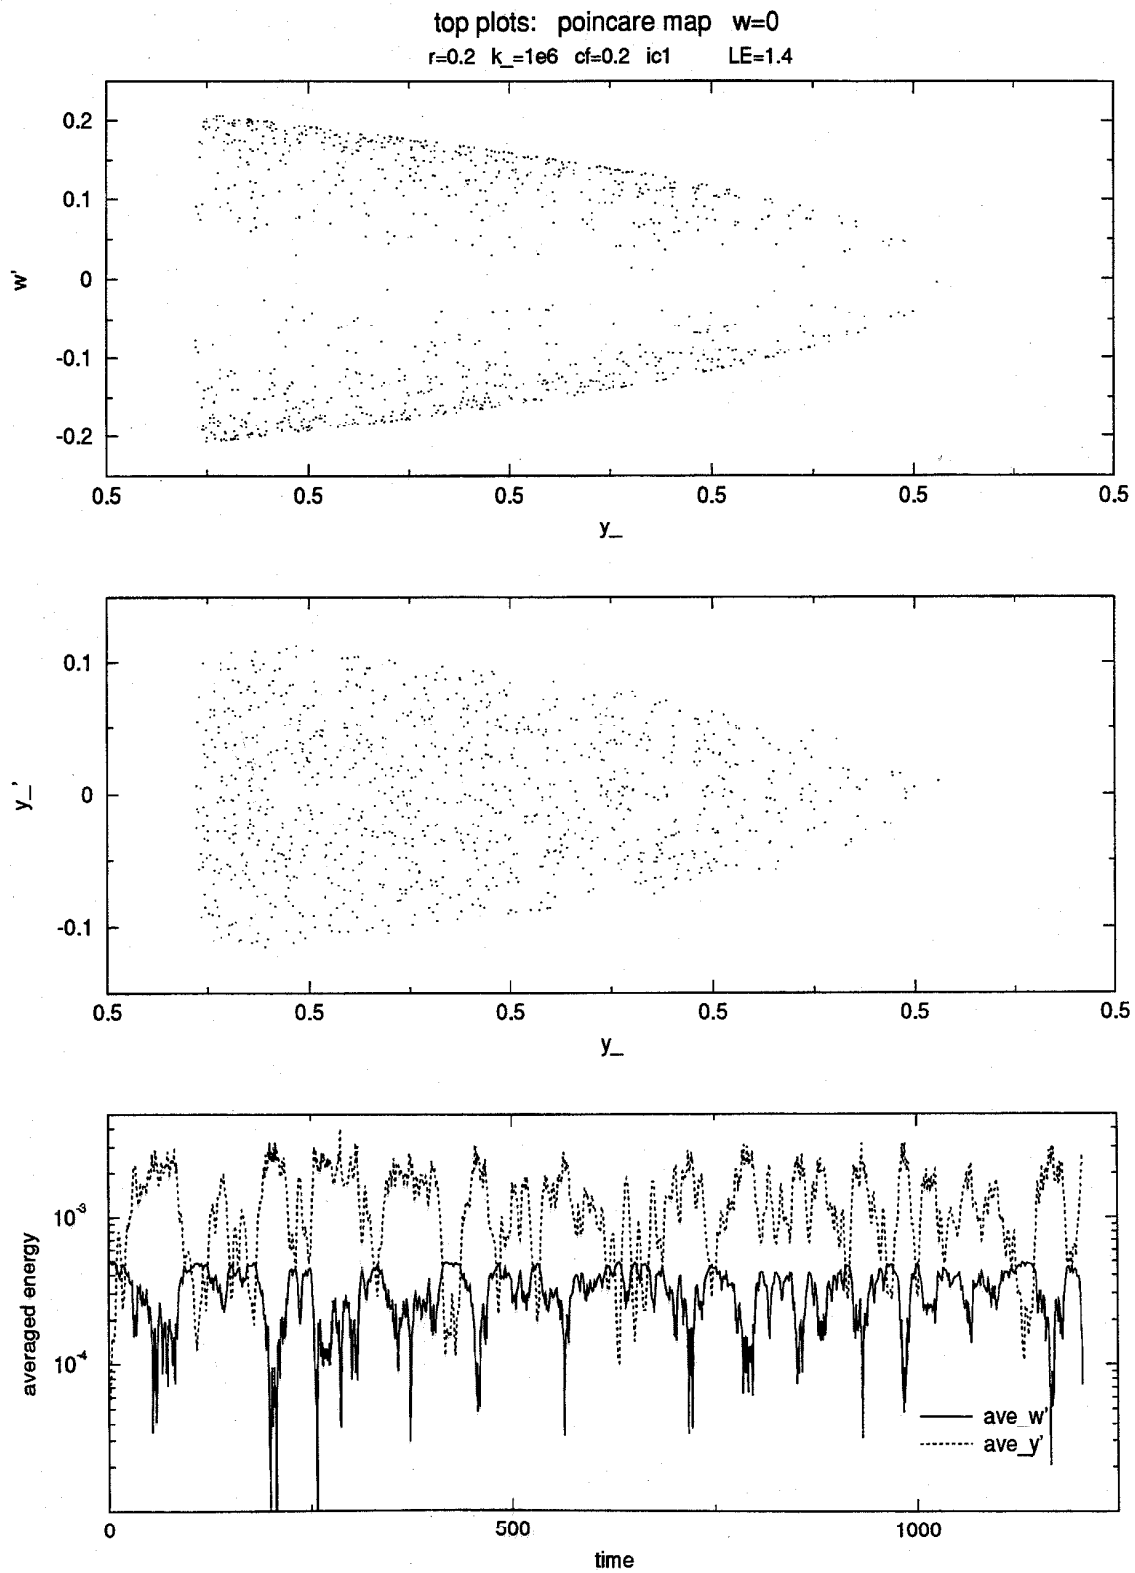 top plots: poincare map w=0
r=0.2 k_=1e6 cf=0.2 ic1 LE=1.4
0.2
0.1
0
-0.1
-0.2
w'
0.5 0.5 0.5 0.5 0.5 0.5
y_
0.1
0
-0.1
y_'
0.5 0.5 0.5 0.5 0.5 0.5
y_
10^-3
10^-4
averaged energy
ave_w'
ave_y'
0 500 1000
time